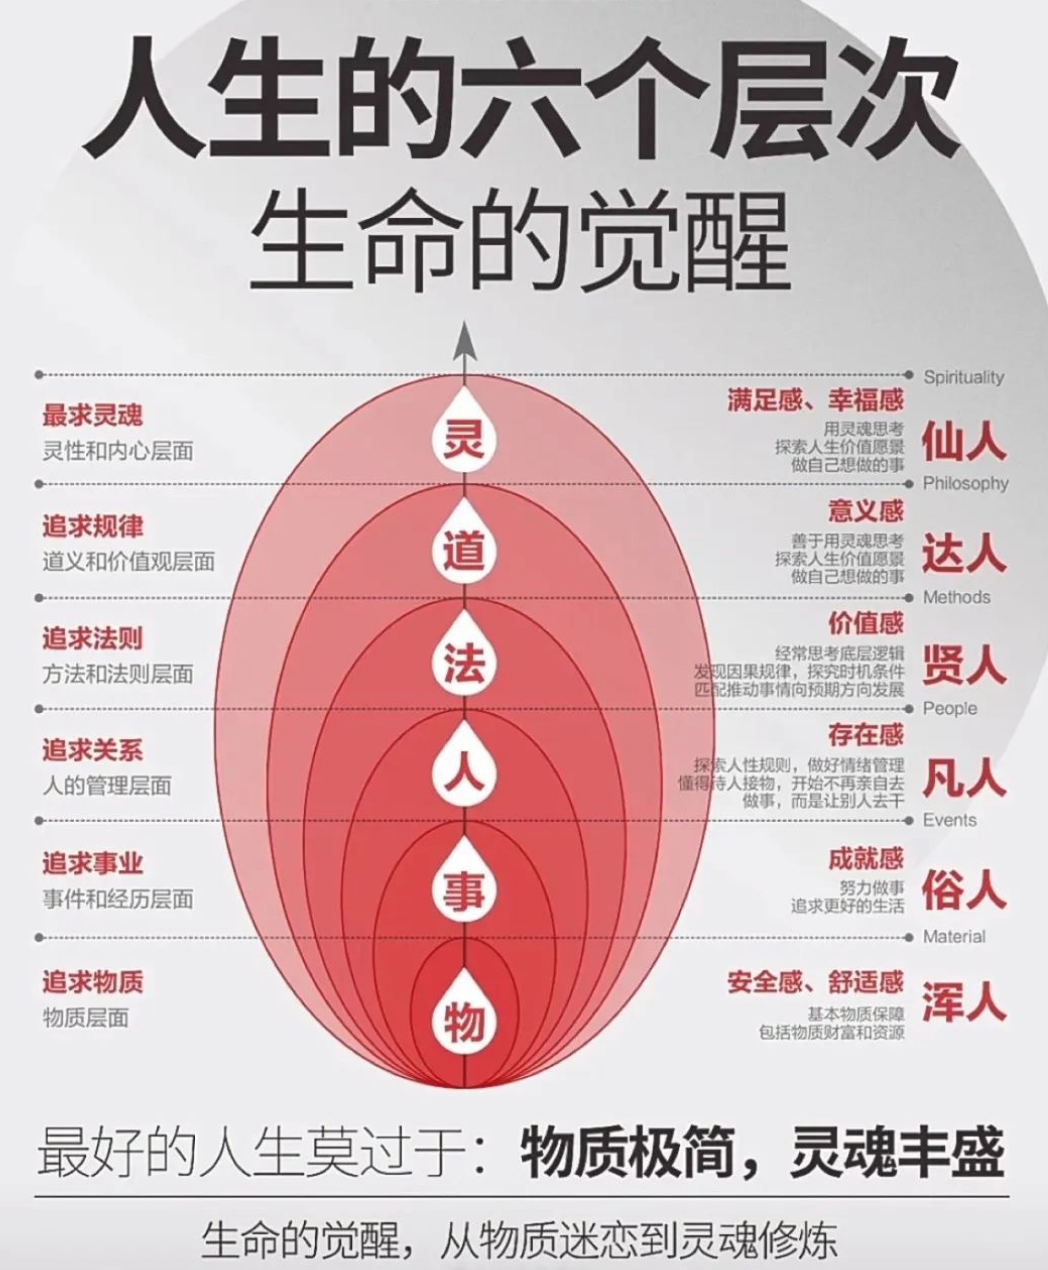 人生的六个层次
生命的觉醒
Spirituality
最求灵魂
灵性和内心层面
灵
满足感、幸福感
用灵魂思考
探索人生价值愿景
做自己想做的事
仙人
Philosophy
追求规律
道义和价值观层面
道
意义感
善于用灵魂思考
探索人生价值愿景
做自己想做的事
达人
Methods
追求法则
方法和法则层面
法
价值感
经常思考底层逻辑
发现因果规律，探究时机条件
匹配推动事情向预期方向发展
贤人
People
追求关系
人的管理层面
人
存在感
探索人性规则，做好情绪管理
懂得待人接物，开始不再亲自去
做事，而是让别人去干
凡人
Events
追求事业
事件和经历层面
事
成就感
努力做事
追求更好的生活
俗人
Material
追求物质
物质层面
物
安全感、舒适感
基本物质保障
包括物质财富和资源
浑人
最好的人生莫过于：物质极简，灵魂丰盛
生命的觉醒，从物质迷恋到灵魂修炼